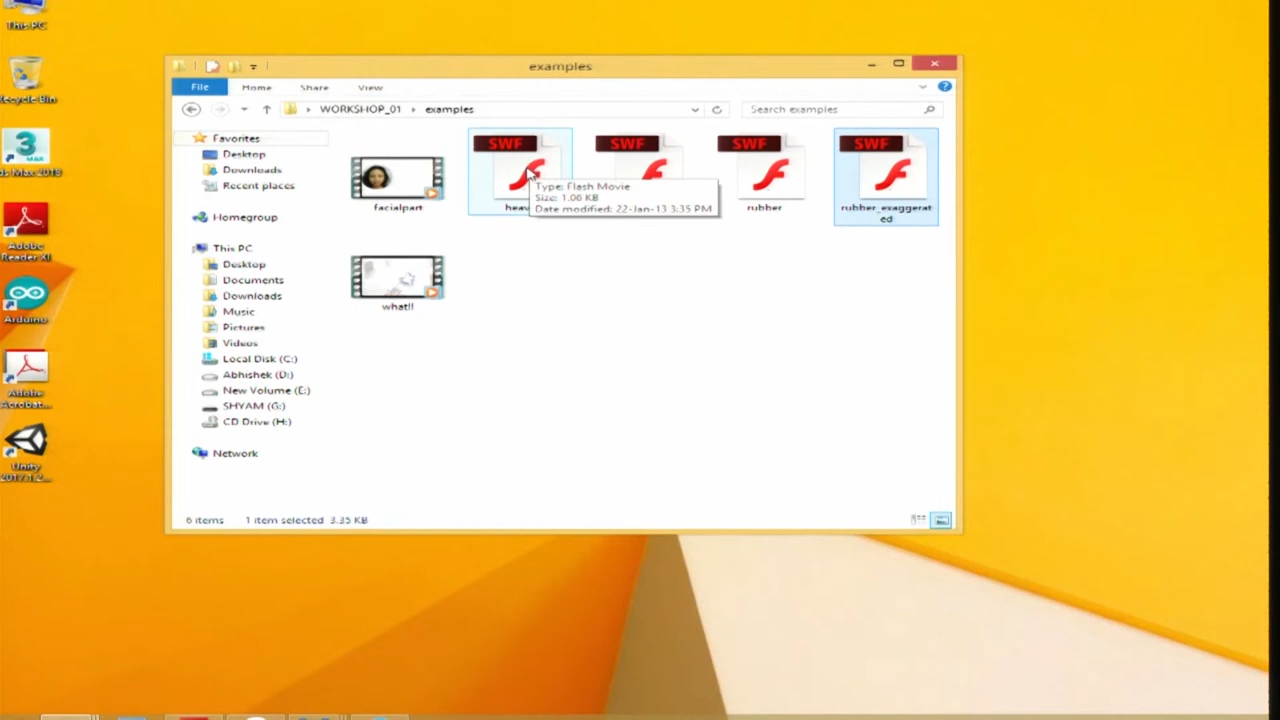 This PC
Recycle Bin
ds Max 2018
Adobe
Reader XI
Arduino
Adobe
Acrobat...
Unity
2017.1.2...
examples
File Home Share View
WORKSHOP_01 examples
Search examples
Favorites
Desktop
Downloads
Recent places
Homegroup
This PC
Desktop
Documents
Downloads
Music
Pictures
Videos
Local Disk (C:)
Abhishek (D:)
New Volume (E:)
SHYAM (G:)
CD Drive (H:)
Network
SWF SWF SWF SWF
facialpart
rubber
rubber_exaggerat
ed
Type: Flash Movie
Size: 1.06 KB
Date modified: 22-Jan-13 3:35 PM
what!!
6 items 1 item selected 3.35 KB